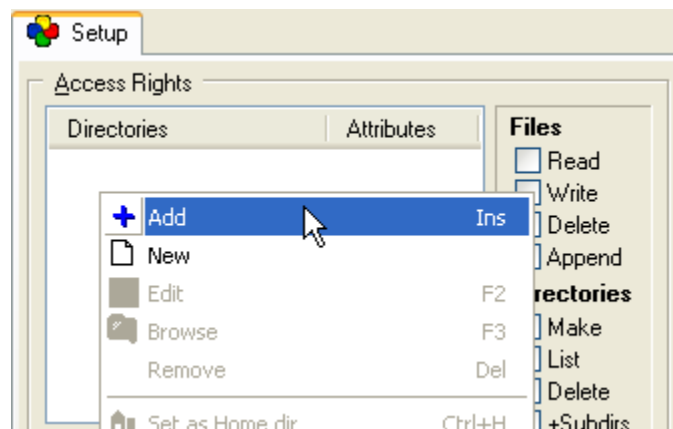 Setup
Access Rights
Directories Attributes
Files
Read
Write
Delete
Append
Add Ins
New
Edit F2
Browse F3
Remove Del
Set as Home dir Ctrl+H
rectories
Make
List
Delete
+Subdirs